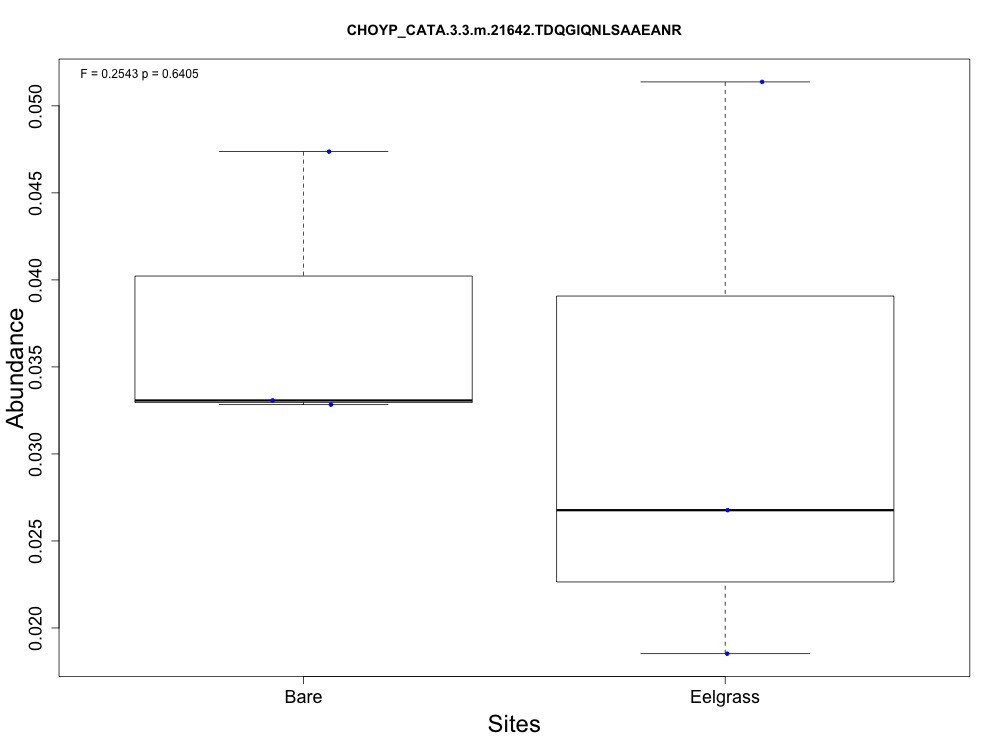 CHOYP_CATA.3.3.m.21642.TDQGIQNLSAAEANR
F = 0.2543 p = 0.6405
0.050
0.045
0.040
0.035
0.030
0.025
0.020
Abundance
Bare
Eelgrass
Sites